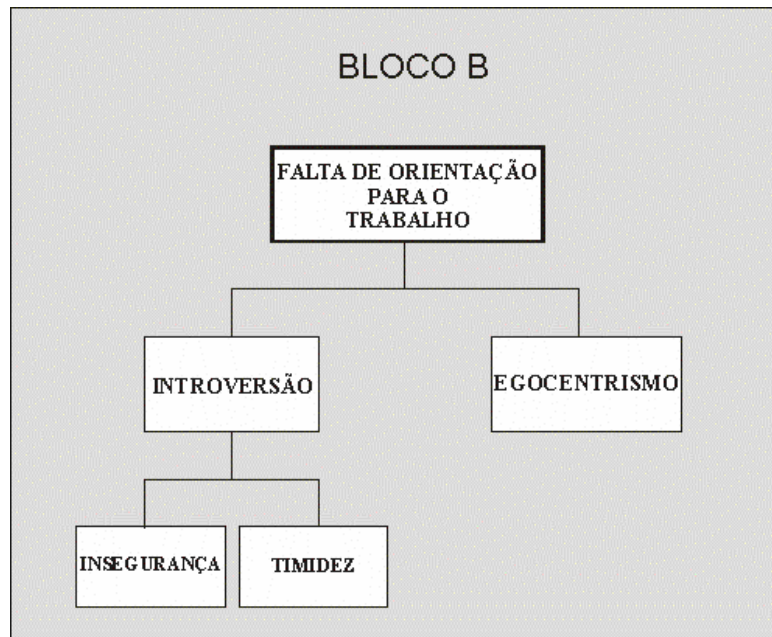 BLOCO B
FALTA DE ORIENTAÇÃO
PARA O
TRABALHO
INTROVERSÃO
EGOCENTRISMO
INSEGURANÇA
TIMIDEZ